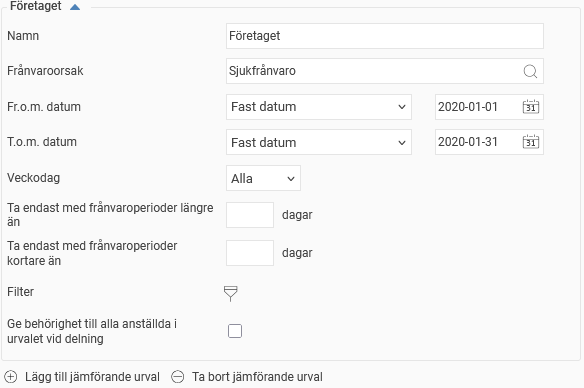 Företaget
Namn Företaget
Frånvaroorsak Sjukfrånvaro
Fr.o.m. datum Fast datum 2020-01-01 31
T.o.m. datum Fast datum 2020-01-31 31
Veckodag Alla
Ta endast med frånvaroperioder längre
än dagar
Ta endast med frånvaroperioder
kortare än dagar
Filter
Ge behörighet till alla anställda i
urvalet vid delning
Lägg till jämförande urval Ta bort jämförande urval